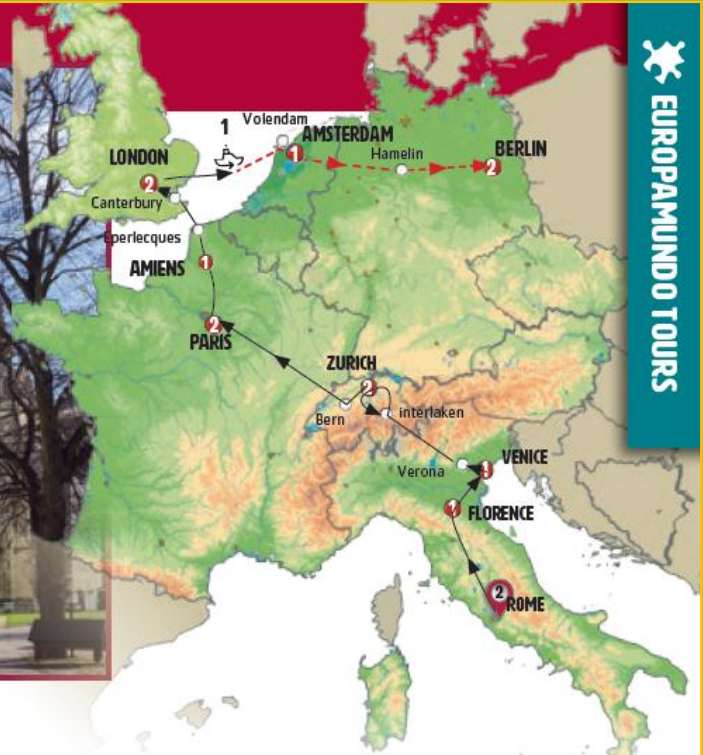 EUROPAMUNDO TOURS
1
Volendam
AMSTERDAM
1
Hamelin
BERLIN
2
LONDON
2
Canterbury
Eperlecques
AMIENS
1
2
PARIS
ZURICH
2
Bern
interlaken
Verona
VENICE
1
1
FLORENCE
2
ROME